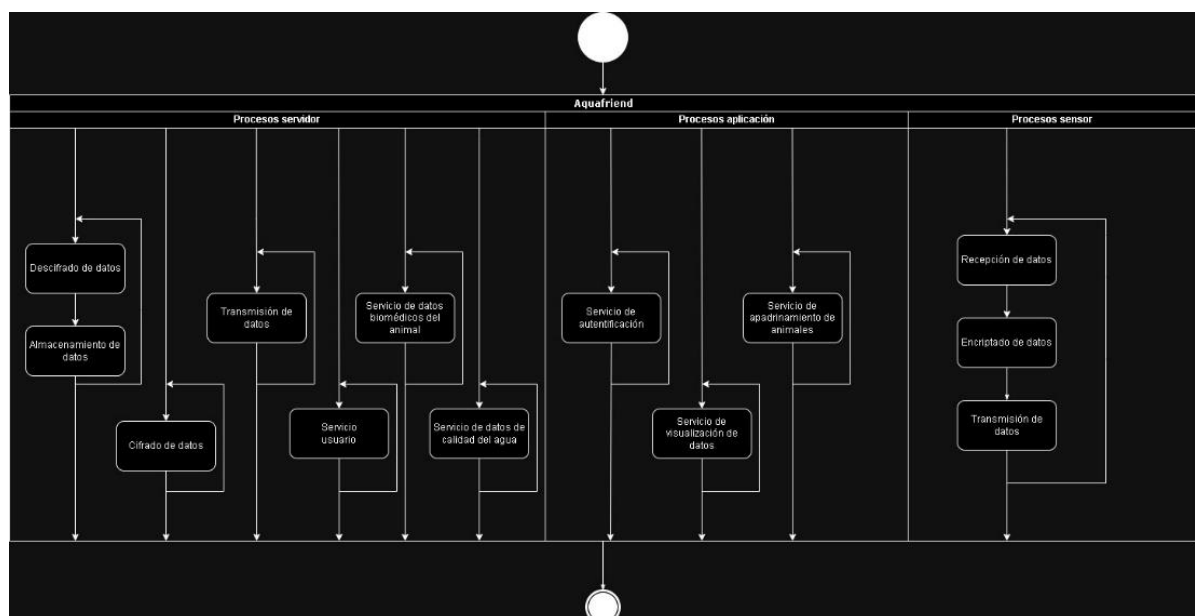 Aquafriend
Procesos servidor
Procesos aplicación
Procesos sensor
Descifrado de datos
Almacenamiento de
datos
Cifrado de datos
Transmisión de
datos
Servicio
usuario
Servicio de datos
biomédicos del
animal
Servicio de datos de
calidad del agua
Servicio de
autentificación
Servicio de
visualización de
datos
Servicio de
apadrinamiento de
animales
Recepción de datos
Encriptado de datos
Transmisión de
datos